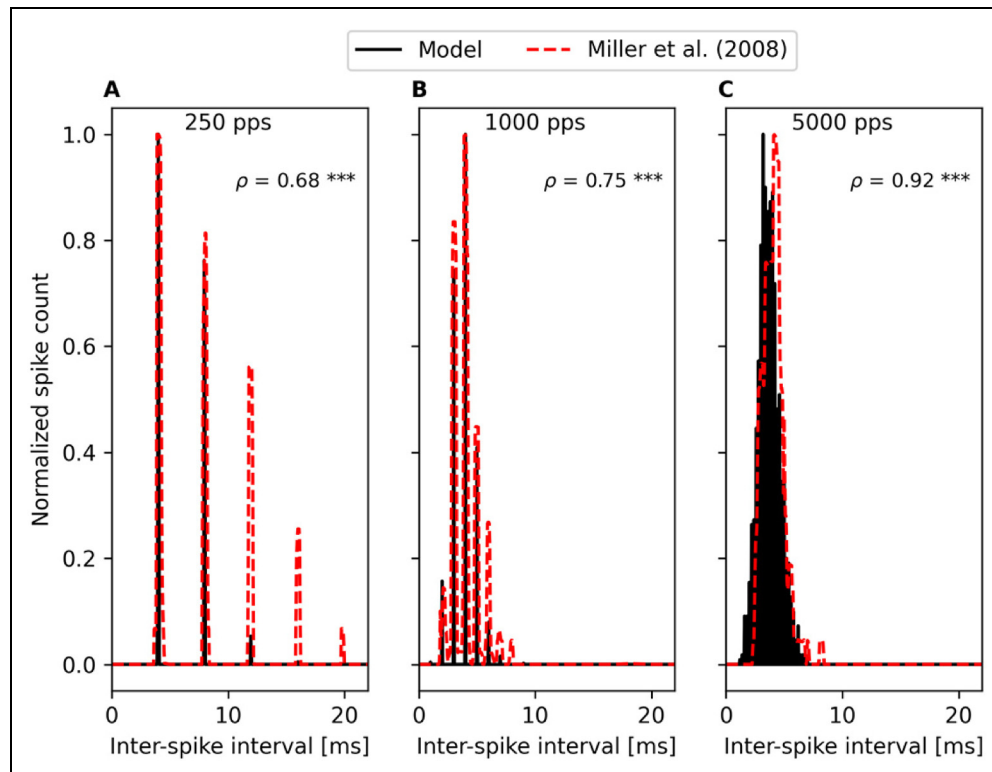 Model Miller et al. (2008)
A B C
250 pps 1000 pps 5000 pps
ρ = 0.68 *** ρ = 0.75 *** ρ = 0.92 ***
Normalized spike count
1.0
0.8
0.6
0.4
0.2
0.0
0 10 20 0 10 20 0 10 20
Inter-spike interval [ms] Inter-spike interval [ms] Inter-spike interval [ms]